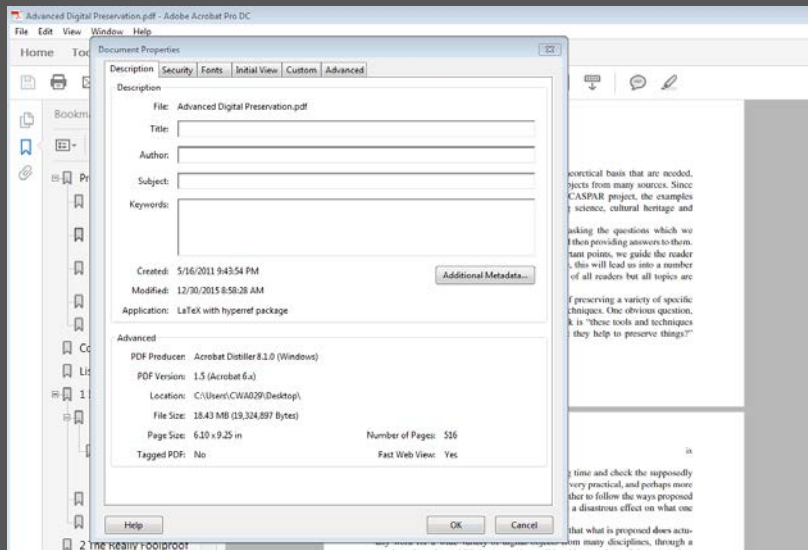 Advanced Digital Preservation.pdf - Adobe Acrobat Pro DC
File Edit View Window Help
Home
Document Properties
Description Security Fonts Initial View Custom Advanced
Description
File: Advanced Digital Preservation.pdf
Title:
Author:
Subject:
Keywords:
Created: 5/16/2011 9:43:54 PM
Additional Metadata...
Modified: 12/30/2015 8:58:28 AM
Application: LaTeX with hyperref package
Advanced
PDF Producer: Acrobat Distiller 8.1.0 (Windows)
PDF Version: 1.5 (Acrobat 6.x)
Location: C:\Users\CWA029\Desktop\
File Size: 18.43 MB (19,324,897 Bytes)
Page Size: 6.10 x 9.25 in Number of Pages: 516
Tagged PDF: No Fast Web View: Yes
Help OK Cancel
2 The Really Foolproof
theoretical basis that are needed,
objects from many sources. Since
CASPAR project, the examples
science, cultural heritage and
asking the questions which we
then providing answers to them.
points, we guide the reader
, this will lead us into a number
of all readers but all topics are
f preserving a variety of specific
techniques. One obvious question,
k is "these tools and techniques
they help to preserve things?"
ix
time and check the supposedly
very practical, and perhaps more
to follow the ways proposed
a disastrous effect on what one
that what is proposed does actu-
from many disciplines, through a